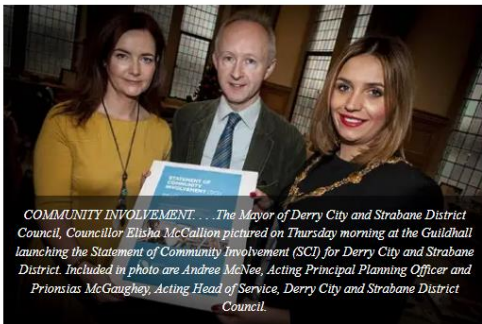 STATEMENT OF
COMMUNITY
INVOLVEMENT
COMMUNITY INVOLVEMENT. . . .The Mayor of Derry City and Strabane District
Council, Councillor Elisha McCallion pictured on Thursday morning at the Guildhall
launching the Statement of Community Involvement (SCI) for Derry City and Strabane
District. Included in photo are Andree McNee, Acting Principal Planning Officer and
Prionsias McGaughey, Acting Head of Service, Derry City and Strabane District
Council.